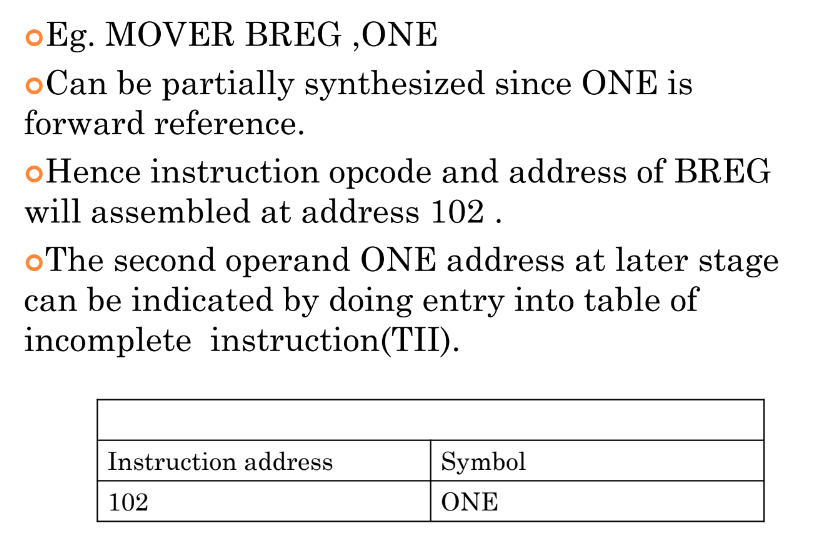 Eg. MOVER BREG ,ONE
Can be partially synthesized since ONE is
forward reference.
Hence instruction opcode and address of BREG
will assembled at address 102 .
The second operand ONE address at later stage
can be indicated by doing entry into table of
incomplete  instruction(TII).
Instruction address Symbol
102 ONE